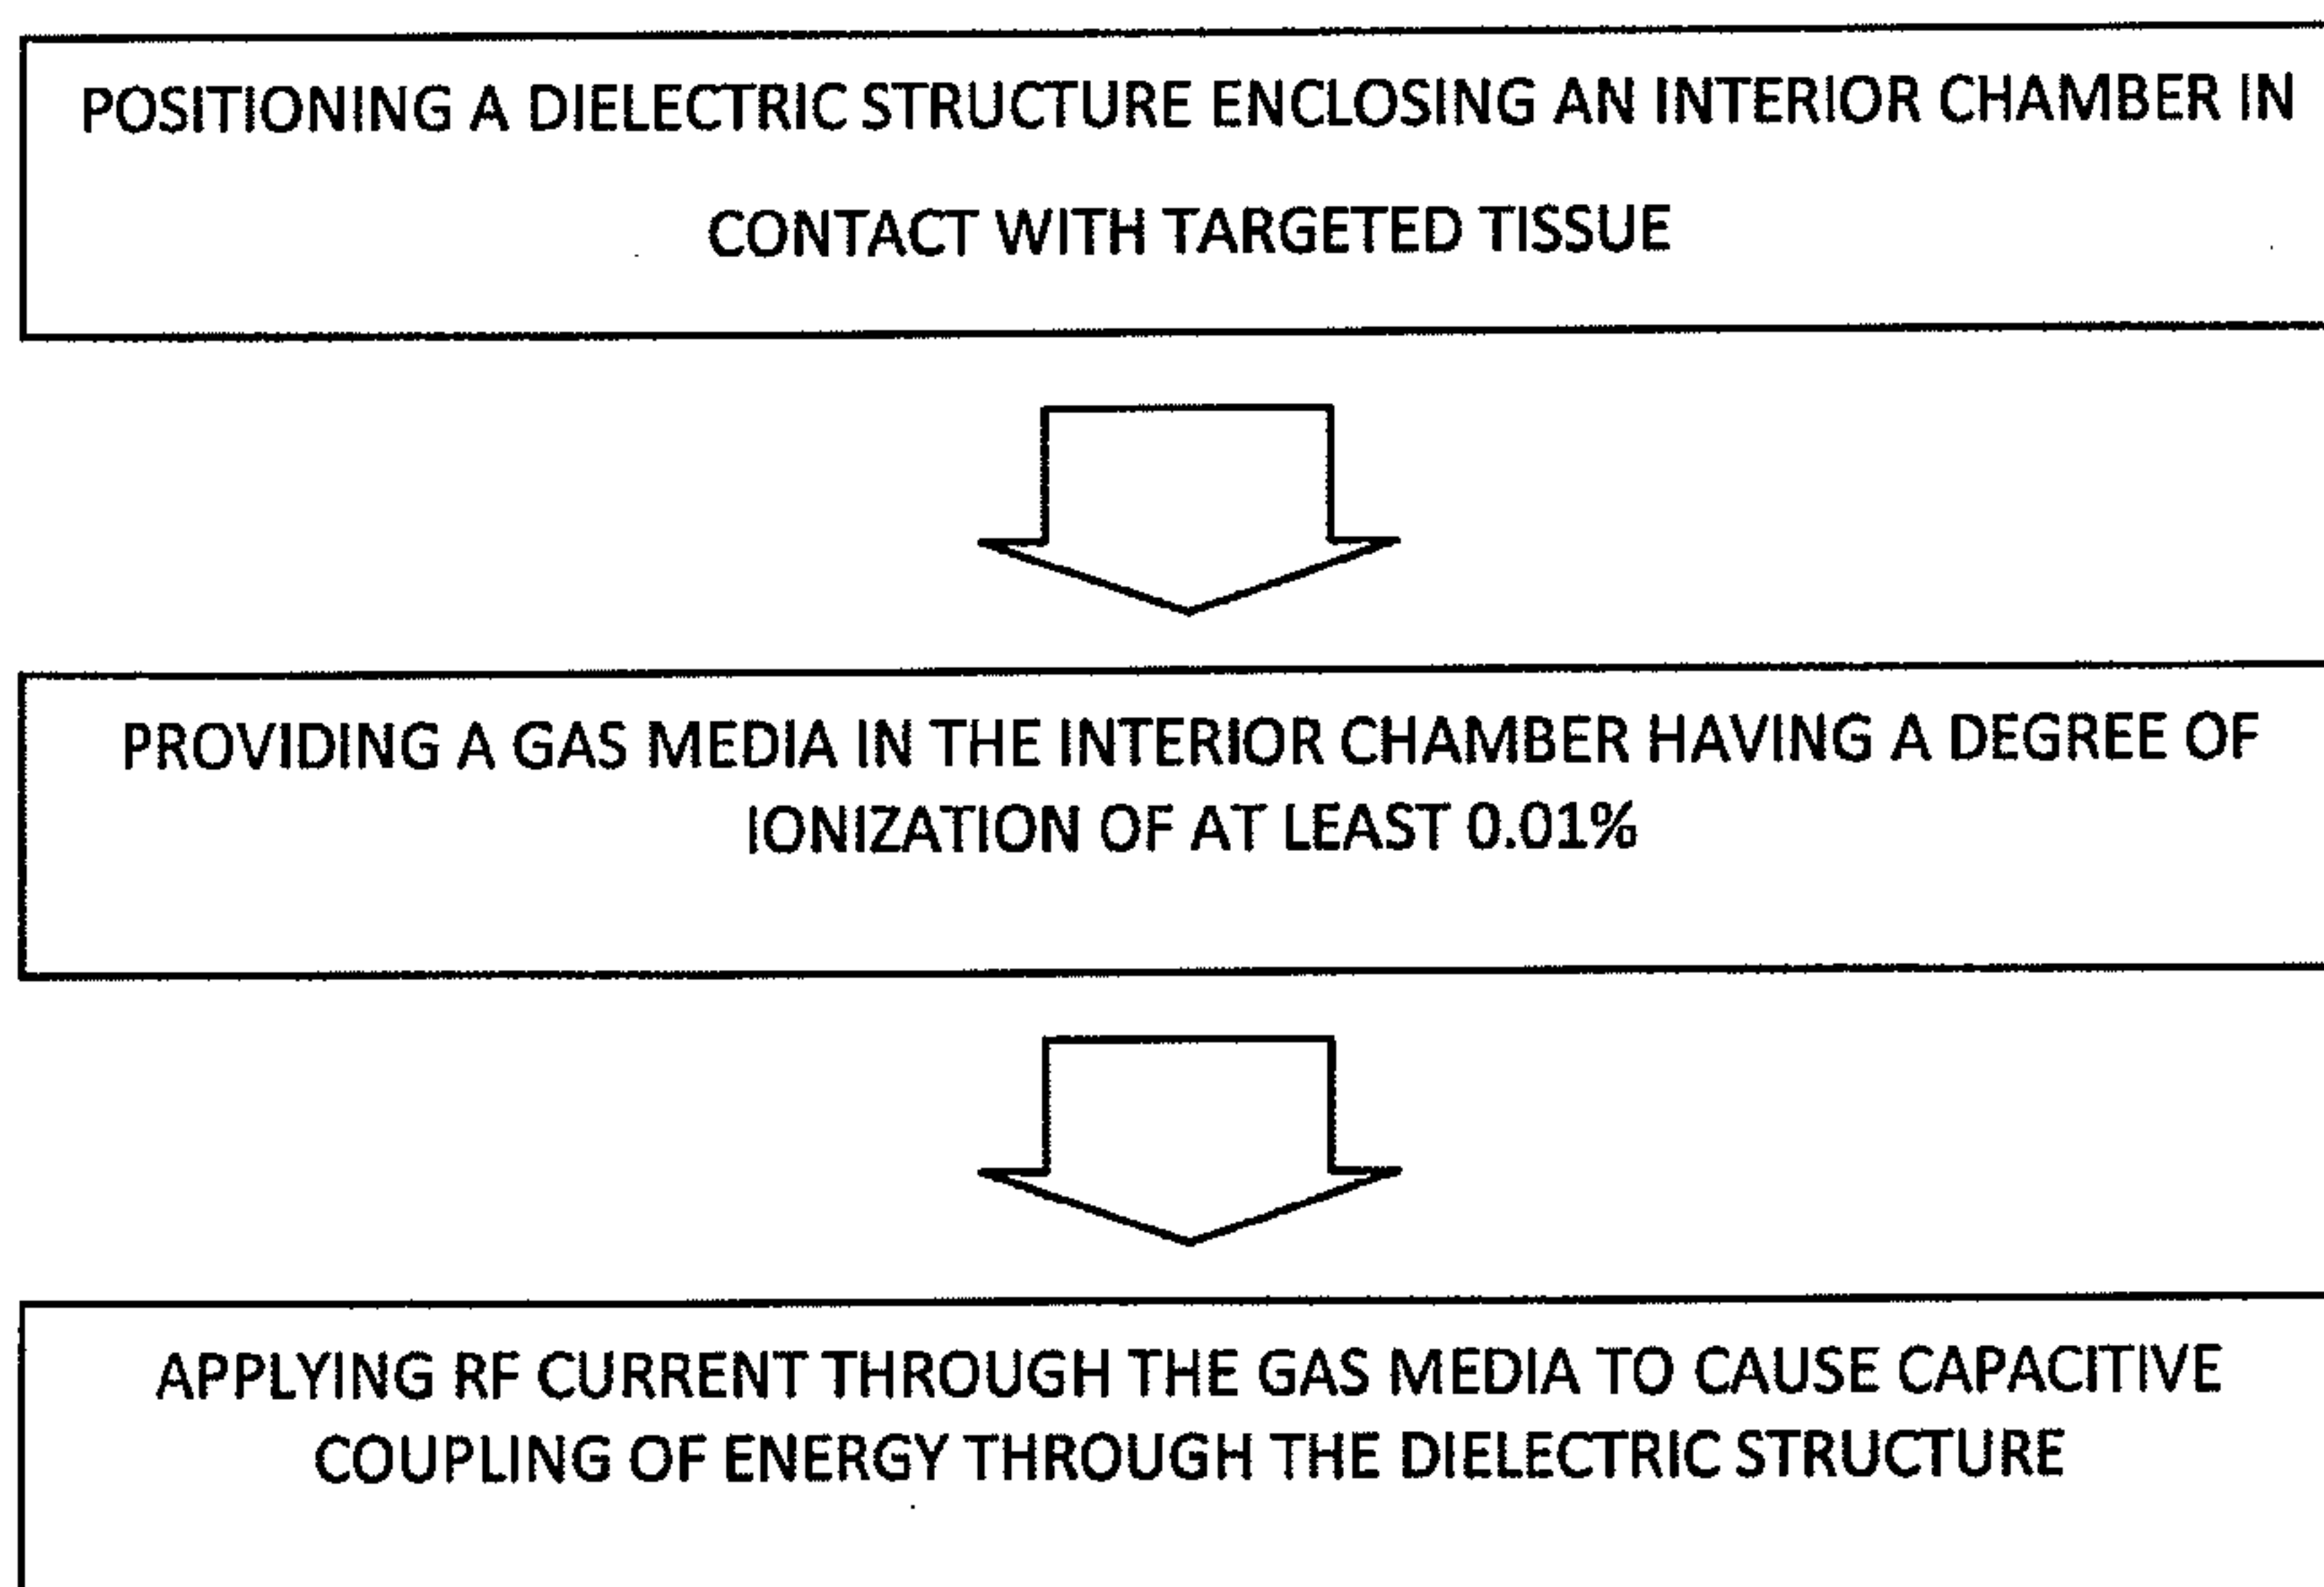 POSITIONING A DIELECTRIC STRUCTURE ENCLOSING AN INTERIOR CHAMBER IN
CONTACT WITH TARGETED TISSUE
PROVIDING A GAS MEDIA IN THE INTERIOR CHAMBER HAVING A DEGREE OF
IONIZATION OF AT LEAST 0.01%
APPLYING RF CURRENT THROUGH THE GAS MEDIA TO CAUSE CAPACITIVE
COUPLING OF ENERGY THROUGH THE DIELECTRIC STRUCTURE